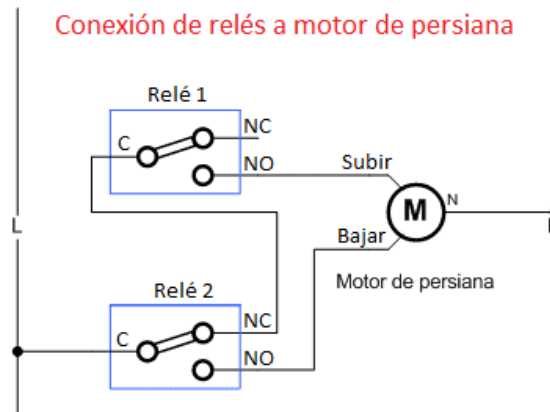 Conexión de relés a motor de persiana
Relé 1
C
NC
NO
Subir
M
N
L
Bajar
Motor de persiana
Relé 2
C
NC
NO